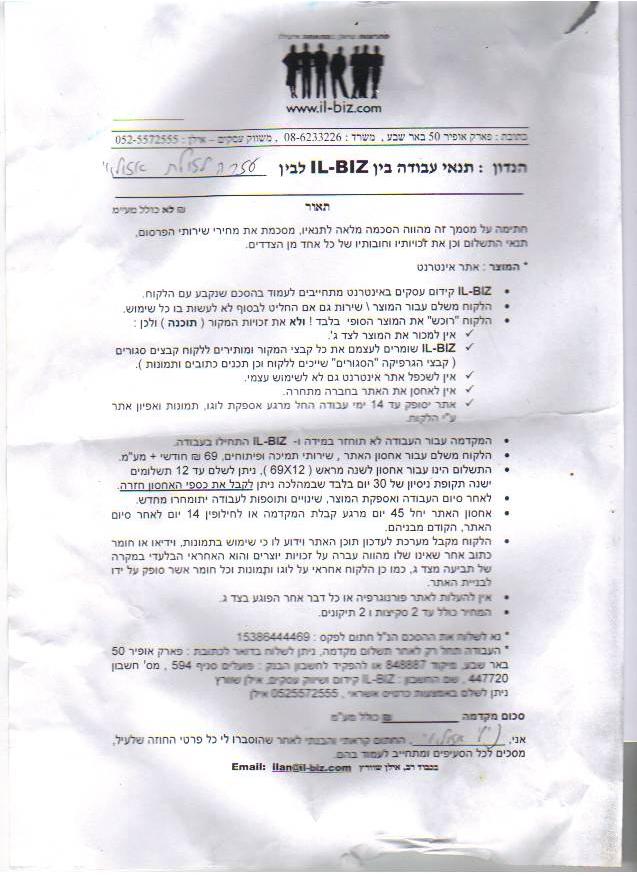 www.il-biz.com
כתובת : פארק אופיר 50 באר שבע , משרד : 08-6233226 , משווק עסקים – אילן : 052-5572555
הנדון : תנאי עבודה בין IL-BIZ לבין
תאור
₪ לא כולל מע"מ
חתימה על מסמך זה מהווה הסכמה מלאה לתנאיו, מסכמת את מחירי שירותי הפרסום,
תנאי התשלום וכן את זכויותיו וחובותיו של כל אחד מן הצדדים.
* המוצר : אתר אינטרנט
• IL-BIZ קידום עסקים באינטרנט מתחייבים לעמוד בהסכם שנקבע עם הלקוח.
• הלקוח משלם עבור המוצר \ שירות גם אם החליט לבסוף לא לעשות בו כל שימוש.
• הלקוח "רוכש" את המוצר הסופי בלבד ! ולא את זכויות המקור ( תוכנה ) ולכן :
✓ אין למכור את המוצר לצד ג'.
✓ IL-BIZ שומרים לעצמם את כל קבצי המקור ומותירים ללקוח קבצים סגורים
( קבצי הגרפיקה "הסגורים" שייכים ללקוח וכן תכנים כתובים ותמונות ).
✓ אין לשכפל אתר אינטרנט גם לא לשימוש עצמי.
✓ אין לאחסן את האתר בחברה מתחרה.
✓ אתר יסופק עד 14 ימי עבודה החל מרגע אספקת לוגו, תמונות ואפיון אתר
ע"י הלקוח.
• המקדמה עבור העבודה לא תוחזר במידה ו- IL-BIZ התחילו בעבודה.
• הלקוח משלם עבור אחסון האתר , שירותי תמיכה ופיתוחים, 69 ₪ חודשי + מע"מ.
• התשלום הינו עבור אחסון לשנה מראש ( 69X12 ), ניתן לשלם עד 12 תשלומים
ישנה תקופת ניסיון של 30 יום בלבד שבמהלכה ניתן לקבל את כספי האחסון חזרה.
• לאחר סיום העבודה ואספקת המוצר, שינויים ותוספות לעבודה יתומחרו מחדש.
• אחסון האתר יחל 45 יום מרגע קבלת המקדמה או לחילופין 14 יום לאחר סיום
האתר, הקודם מבניהם.
• הלקוח מקבל מערכת לעדכון תוכן האתר וידוע לו כי שימוש בתמונות, וידיאו או חומר
כתוב אחר שאינו שלו מהווה עברה על זכויות יוצרים והוא האחראי הבלעדי במקרה
של תביעה מצד ג, כמו כן הלקוח אחראי על לוגו ותמונות וכל חומר אשר סופק על ידו
לבניית האתר.
• אין להעלות לאתר פורנוגרפיה או כל דבר אחר הפוגע בצד ג.
• המחיר כולל עד 2 סקיצות ו 2 תיקונים.
* נא לשלוח את ההסכם הנ"ל חתום לפקס : 15386444469
* העבודה תחל רק לאחר תשלום מקדמה, ניתן לשלוח בדואר לכתובת : פארק אופיר 50
באר שבע, מיקוד 848887 או להפקיד לחשבון הבנק : פועלים סניף 594 , מס' חשבון
447720 , שם החשבון : IL-BIZ קידום ושיווק עסקים, אילן שוורץ
ניתן לשלם באמצעות כרטיס אשראי , 0525572555 אילן
סכום מקדמה ₪ כולל מע"מ
אני, , החתום קראתי והבנתי לאחר שהוסברו לי כל פרטי החוזה שלעיל,
מסכים לכל הסעיפים ומתחייב לעמוד בהם.
בכבוד רב, אילן שוורץ Email: ilan@il-biz.com